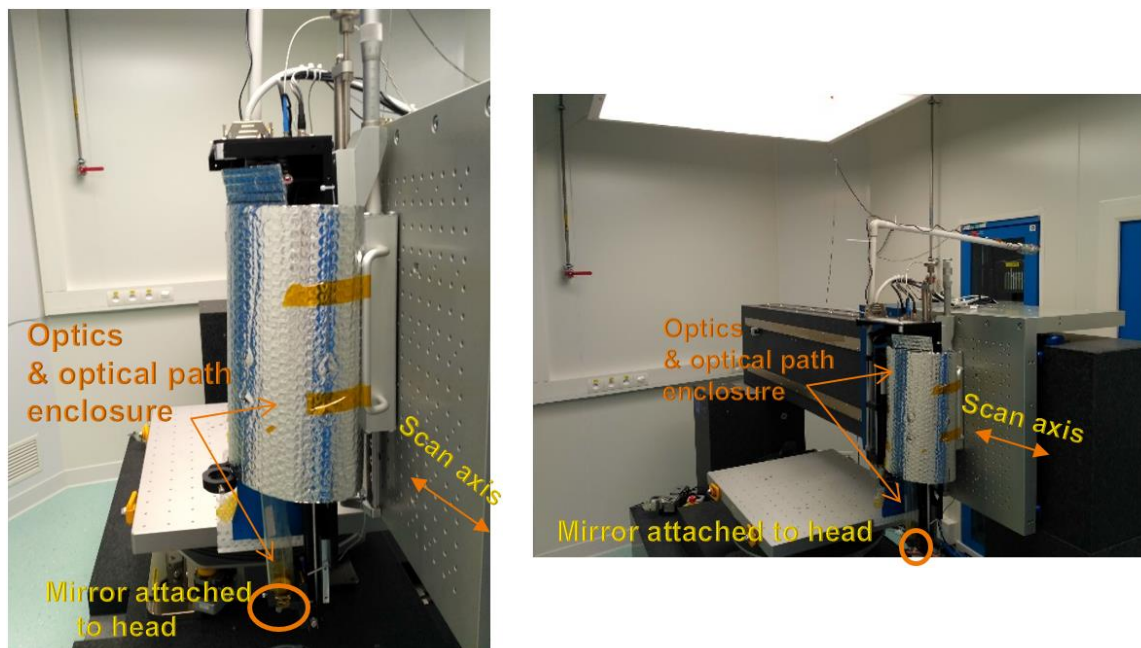 Optics
& optical path
enclosure
Scan axis
Mirror attached
to head
Optics
& optical path
enclosure
Scan axis
Mirror attached to head